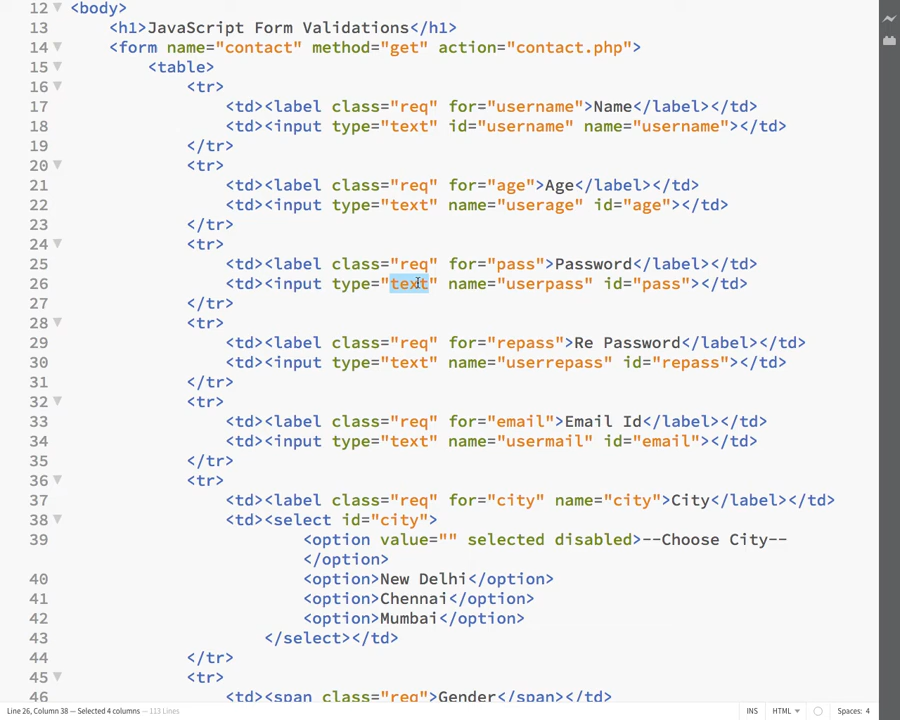 12 <body>
13 <h1>JavaScript Form Validations</h1>
14 <form name="contact" method="get" action="contact.php">
15 <table>
16 <tr>
17 <td><label class="req" for="username">Name</label></td>
18 <td><input type="text" id="username" name="username"></td>
19 </tr>
20 <tr>
21 <td><label class="req" for="age">Age</label></td>
22 <td><input type="text" name="userage" id="age"></td>
23 </tr>
24 <tr>
25 <td><label class="req" for="pass">Password</label></td>
26 <td><input type="text" name="userpass" id="pass"></td>
27 </tr>
28 <tr>
29 <td><label class="req" for="repass">Re Password</label></td>
30 <td><input type="text" name="userrepass" id="repass"></td>
31 </tr>
32 <tr>
33 <td><label class="req" for="email">Email Id</label></td>
34 <td><input type="text" name="usermail" id="email"></td>
35 </tr>
36 <tr>
37 <td><label class="req" for="city" name="city">City</label></td>
38 <td><select id="city">
39 <option value="" selected disabled>--Choose City--
</option>
40 <option>New Delhi</option>
41 <option>Chennai</option>
42 <option>Mumbai</option>
43 </select></td>
44 </tr>
45 <tr>
46 <td><span class="req">Gender</span></td>
Line 26, Column 38 — Selected 4 columns — 113 Lines INS HTML Spaces: 4